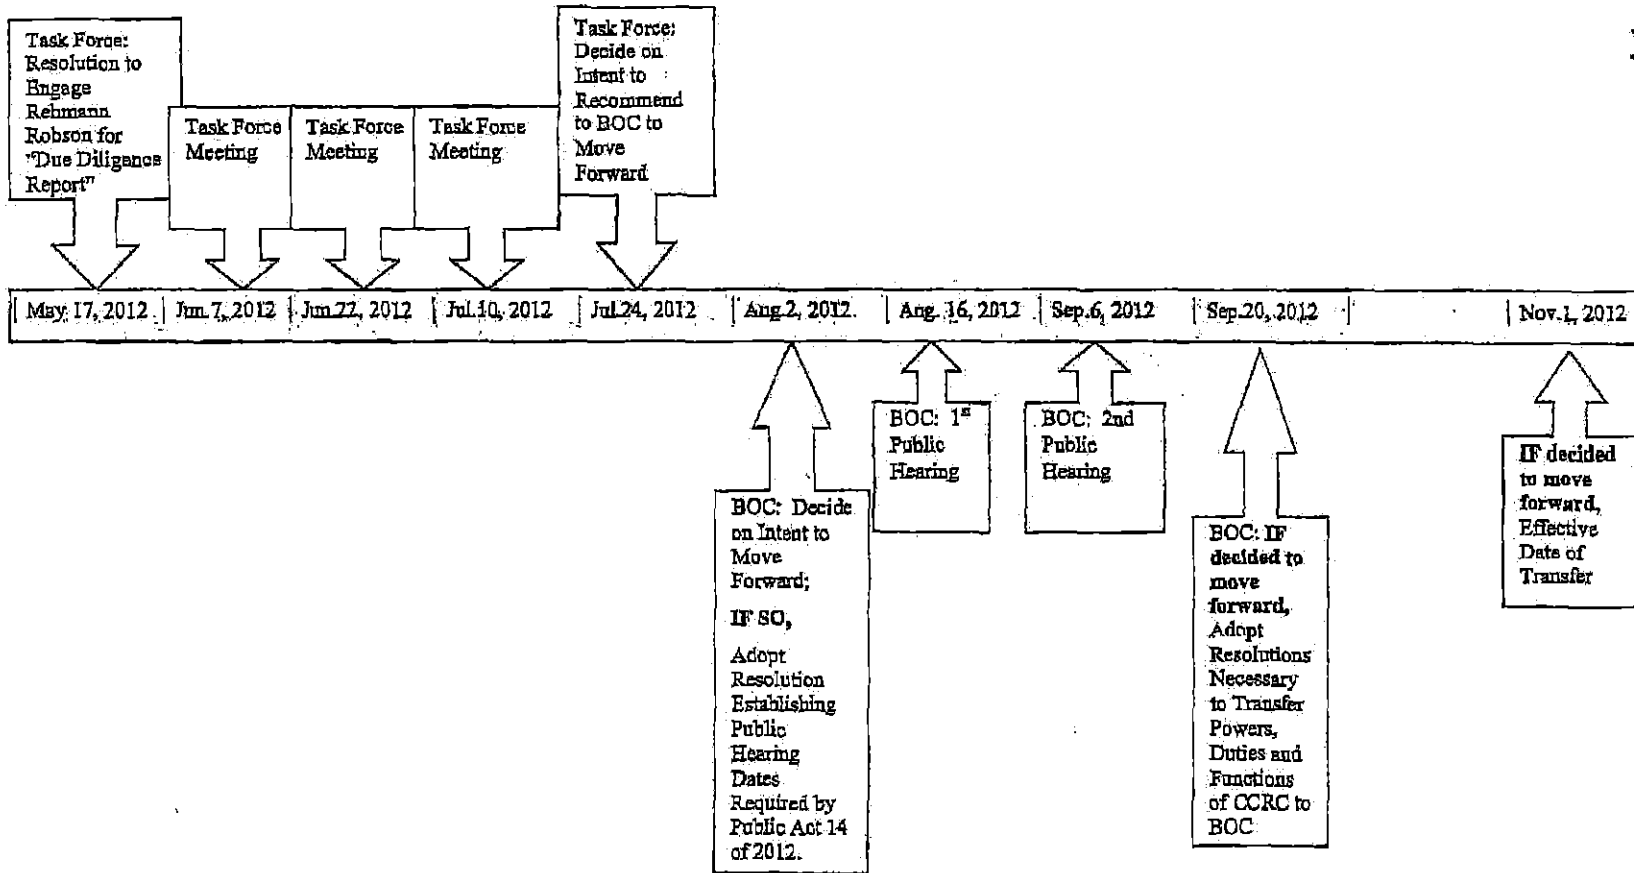 Task Force:
Resolution to
Engage
Rehmann
Robson for
"Due Diligance
Report"
Task Force
Meeting
Task Force
Meeting
Task Force
Meeting
Task Force:
Decide on
Intent to
Recommend
to BOC to
Move
Forward
May. 17, 2012
Jun. 7, 2012
Jun. 22, 2012
Jul. 10, 2012
Jul. 24, 2012
Aug. 2, 2012.
Aug. 16, 2012
Sep. 6, 2012
Sep. 20, 2012
Nov. 1, 2012
BOC: Decide
on Intent to
Move
Forward;
IF SO,
Adopt
Resolution
Establishing
Public
Hearing
Dates
Required by
Public Act 14
of 2012.
BOC: 1st
Public
Hearing
BOC: 2nd
Public
Hearing
BOC: IF
decided to
move
forward,
Adopt
Resolutions
Necessary
to Transfer
Powers,
Duties and
Functions
of CCRC to
BOC
IF decided
to move
forward,
Effective
Date of
Transfer